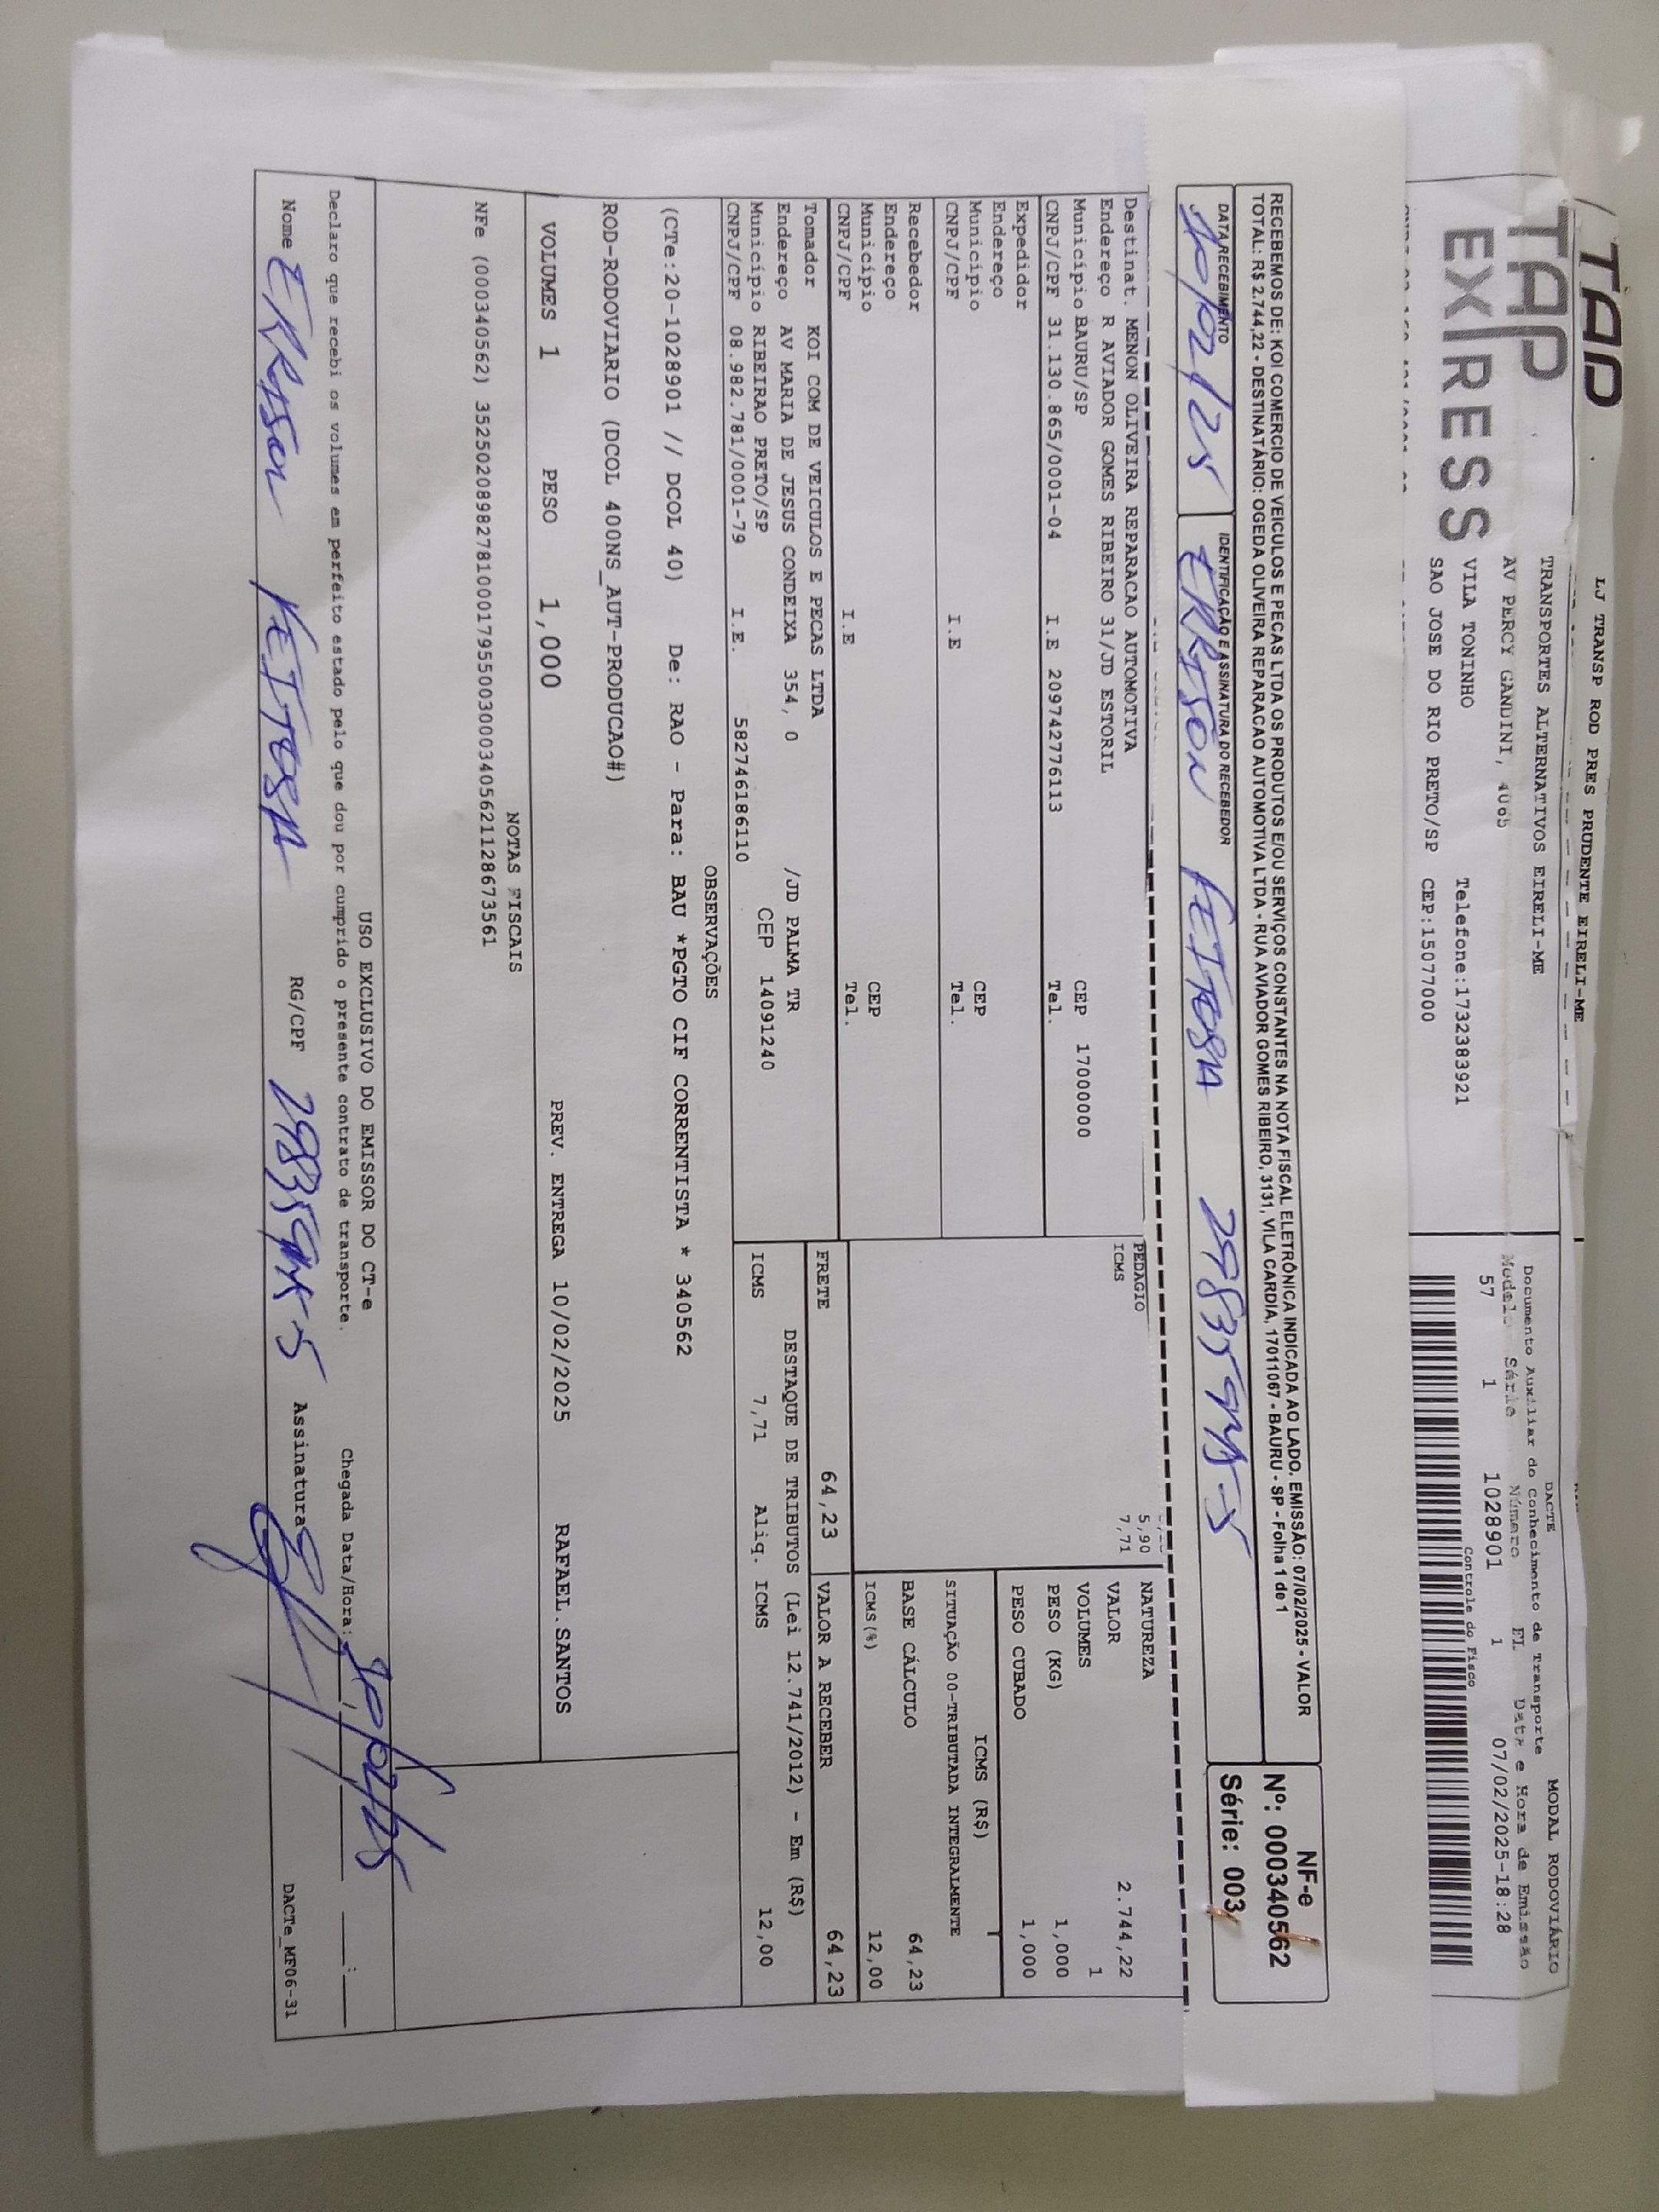 LJ TRANSP ROD PRES PRUDENTE EIRELI-ME
TAP
EXPRESS
TRANSPORTES ALTERNATIVOS EIRELI-ME
AV PERCY GANDINI, 4065
VILA TONINHO Telefone:1732383921
SAO JOSE DO RIO PRETO/SP CEP:15077000
DACTE
Documento Auxiliar do Conhecimento de Transporte
MODAL RODOVIÁRIO
Modelo Série Número FL Data e Hora de Emissão
57 1 1028901 1 07/02/2025-18:28
Controle do Fisco
RECEBEMOS DE: KOI COMERCIO DE VEICULOS E PECAS LTDA OS PRODUTOS E/OU SERVIÇOS CONSTANTES NA NOTA FISCAL ELETRÔNICA INDICADA AO LADO. EMISSÃO: 07/02/2025 - VALOR
TOTAL: R$ 2.744,22 - DESTINATÁRIO: OGEDA OLIVEIRA REPARACAO AUTOMOTIVA LTDA - RUA AVIADOR GOMES RIBEIRO, 3131, VILA CARDIA, 17011067 - BAURU - SP - Folha 1 de 1
DATA RECEBIMENTO
IDENTIFICAÇÃO E ASSINATURA DO RECEBEDOR
ERRISON FEITOSA
NF-e
Nº: 000340562
Série: 003
Destinat. MENON OLIVEIRA REPARACAO AUTOMOTIVA
Endereço R AVIADOR GOMES RIBEIRO 31/JD ESTORIL
Município BAURU/SP CEP 17000000
CNPJ/CPF 31.130.865/0001-04 I.E 209742776113 Tel.
Expedidor
Endereço
Município CEP
CNPJ/CPF I.E Tel.
Recebedor
Endereço
Município CEP
CNPJ/CPF I.E Tel.
Tomador KOI COM DE VEICULOS E PECAS LTDA
Endereço AV MARIA DE JESUS CONDEIXA 354, 0 /JD PALMA TR
Município RIBEIRAO PRETO/SP CEP 14091240
CNPJ/CPF 08.982.781/0001-79 I.E. 582746186110
PEDAGIO 5,90
ICMS 7,71
NATUREZA
VALOR 2.744,22
VOLUMES 1
PESO (KG) 1,000
PESO CUBADO 1,000
ICMS (R$)
SITUAÇÃO 00-TRIBUTADA INTEGRALMENTE
BASE CÁLCULO 64,23
ICMS(%) 12,00
FRETE 64,23 VALOR A RECEBER 64,23
DESTAQUE DE TRIBUTOS (Lei 12.741/2012) - Em (R$)
ICMS 7,71 Aliq. ICMS 12,00
OBSERVAÇÕES
(CTe:20-1028901 // DCOL 40) De: RAO - Para: BAU *PGTO CIF CORRENTISTA * 340562
ROD-RODOVIARIO (DCOL 400NS_AUT-PRODUCAO#)
VOLUMES 1 PESO 1,000 PREV. ENTREGA 10/02/2025 RAFAEL.SANTOS
NOTAS FISCAIS
NFe (000340562) 35250208982781000179550030003405621128673561
USO EXCLUSIVO DO EMISSOR DO CT-e
Declaro que recebi os volumes em perfeito estado pelo que dou por cumprido o presente contrato de transporte.
Chegada Data/Hora:
Nome ERRISON FEITOSA RG/CPF Assinatura
DACTe_MF06-31